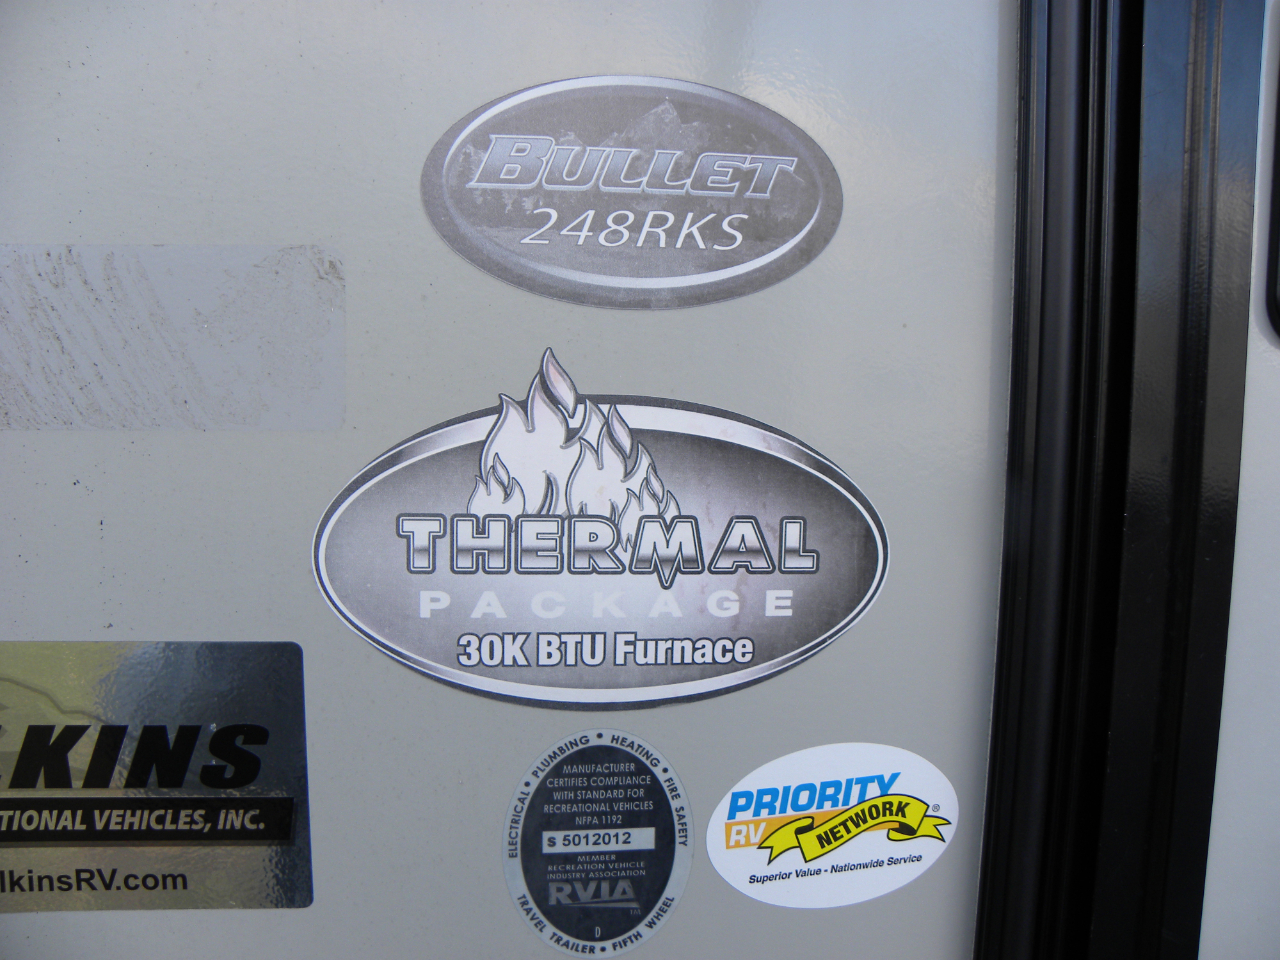 BULLET
248RKS
THERMAL
PACKAGE
30K BTU Furnace
KINS
TIONAL VEHICLES, INC.
lkinsRV.com
ELECTRICAL • PLUMBING • HEATING • FIRE SAFETY
MANUFACTURER
CERTIFIES COMPLIANCE
WITH STANDARD FOR
RECREATIONAL VEHICLES
NFPA 1192
S 5012012
MEMBER
RECREATION VEHICLE
INDUSTRY ASSOCIATION
RVIA
D
TRAVEL TRAILER • FIFTH WHEEL
PRIORITY
RV NETWORK®
Superior Value - Nationwide Service